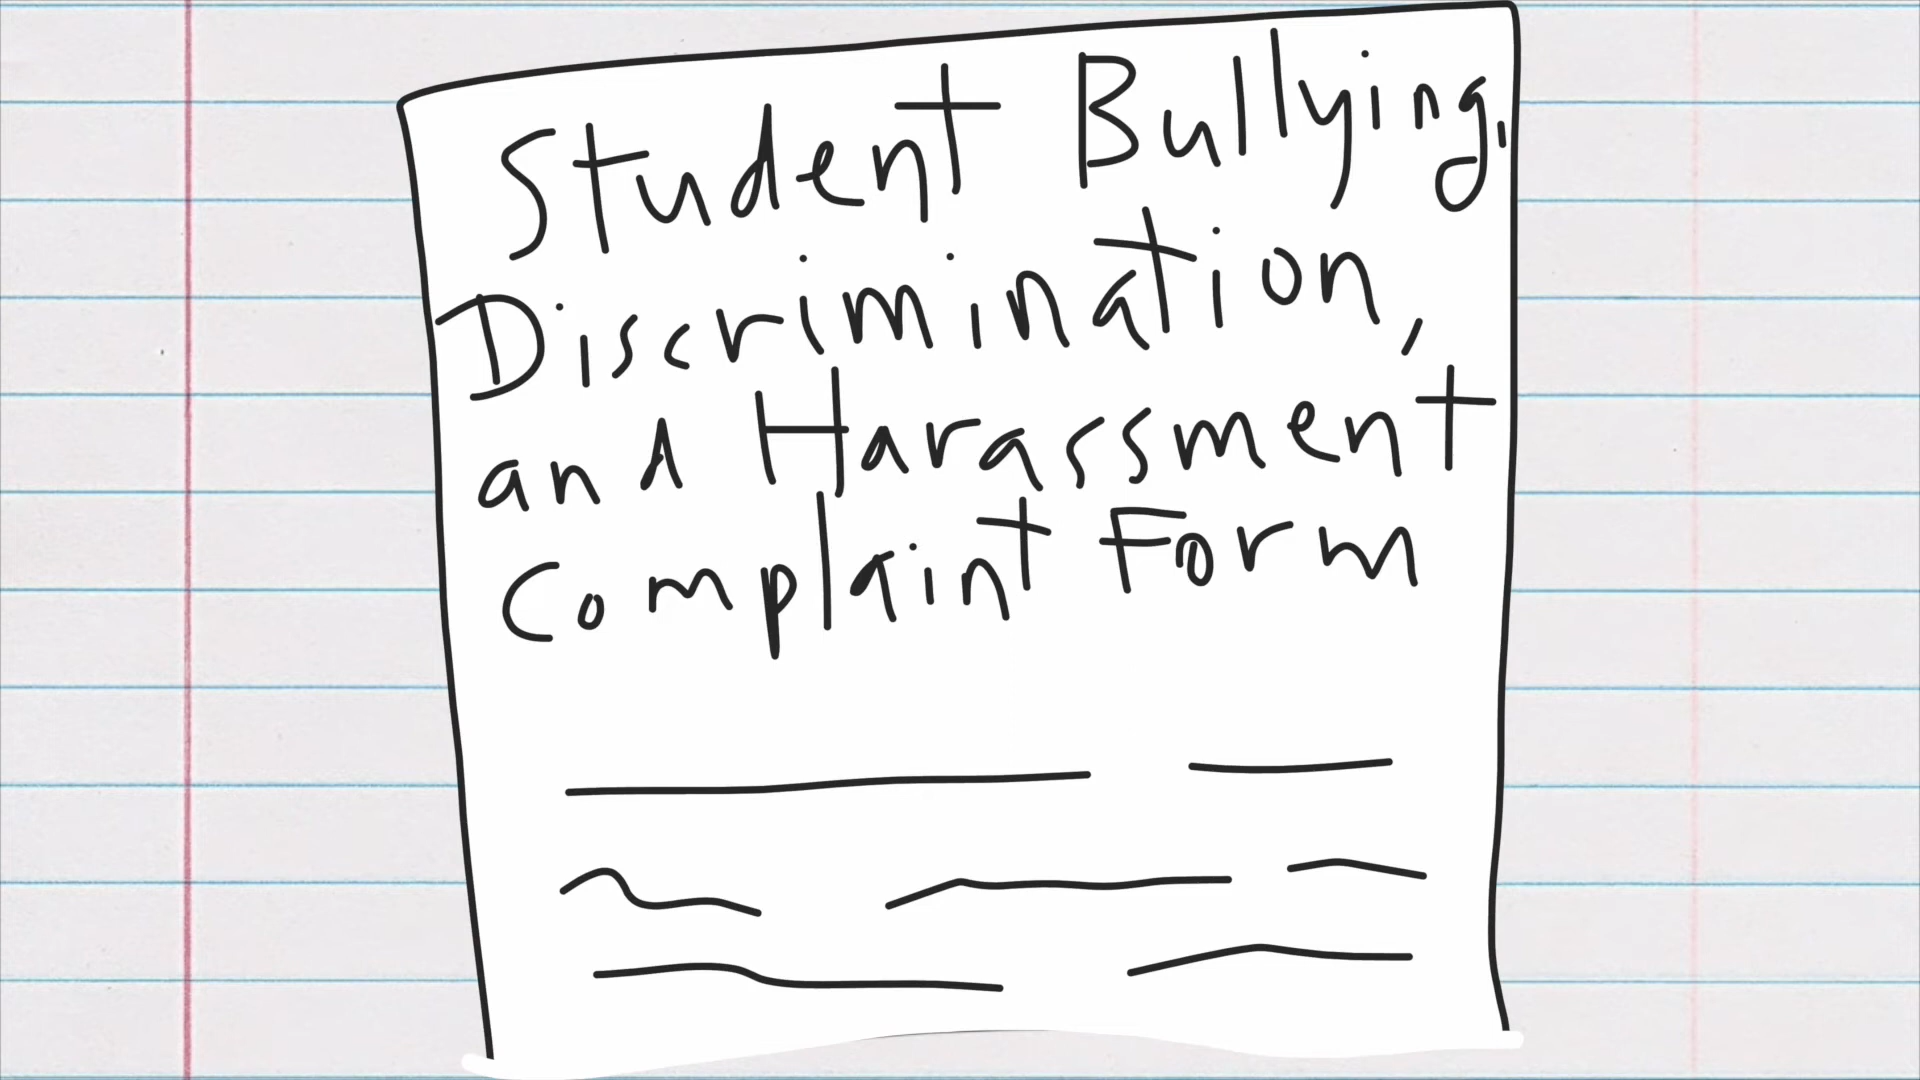 Student Bullying,
Discrimination,
and Harassment
Complaint Form